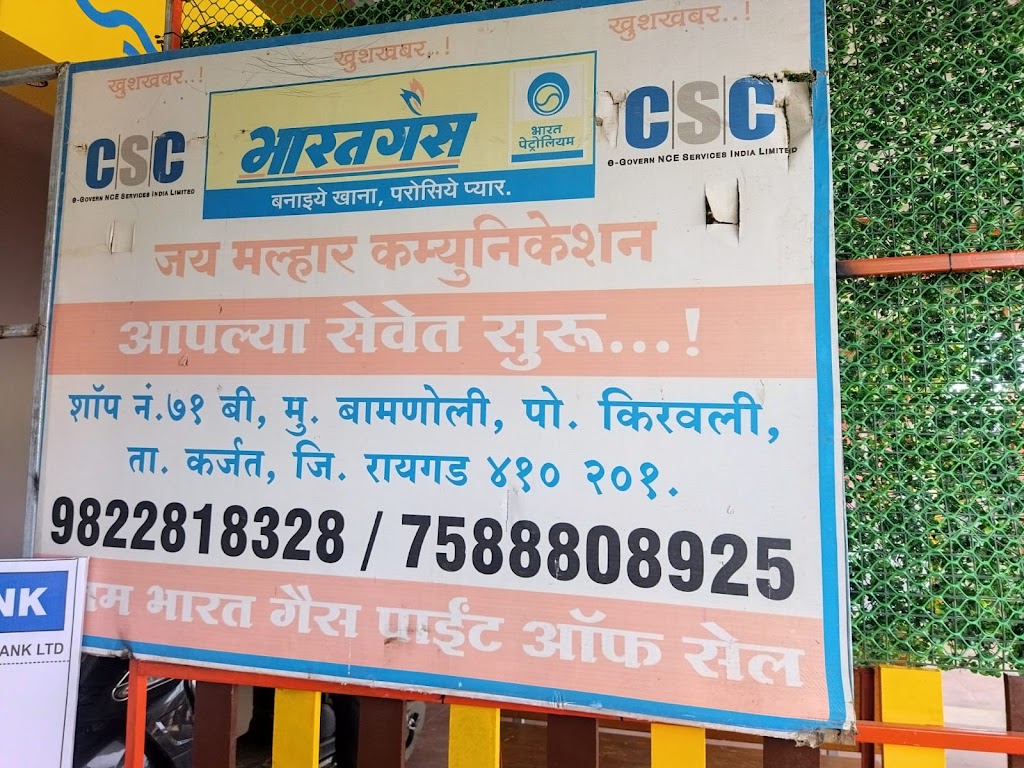 खुशखबर..! खुशखबर...! खुशखबर...!
CSC
e-Govern NCE Services India Limited
भारतगॅस
भारत
पेट्रोलियम
बनाइये खाना, परोसिये प्यार.
CSC
e-Govern NCE Services India Limited
जय मल्हार कम्युनिकेशन
आपल्या सेवेत सुरू...!
शॉप नं.७१ बी, मु. बामणोली, पो. किरवली,
ता. कर्जत, जि. रायगड ४१० २०१.
9822818328 / 7588808925
भारत गैस पाईंट ऑफ सेल
NK
ANK LTD